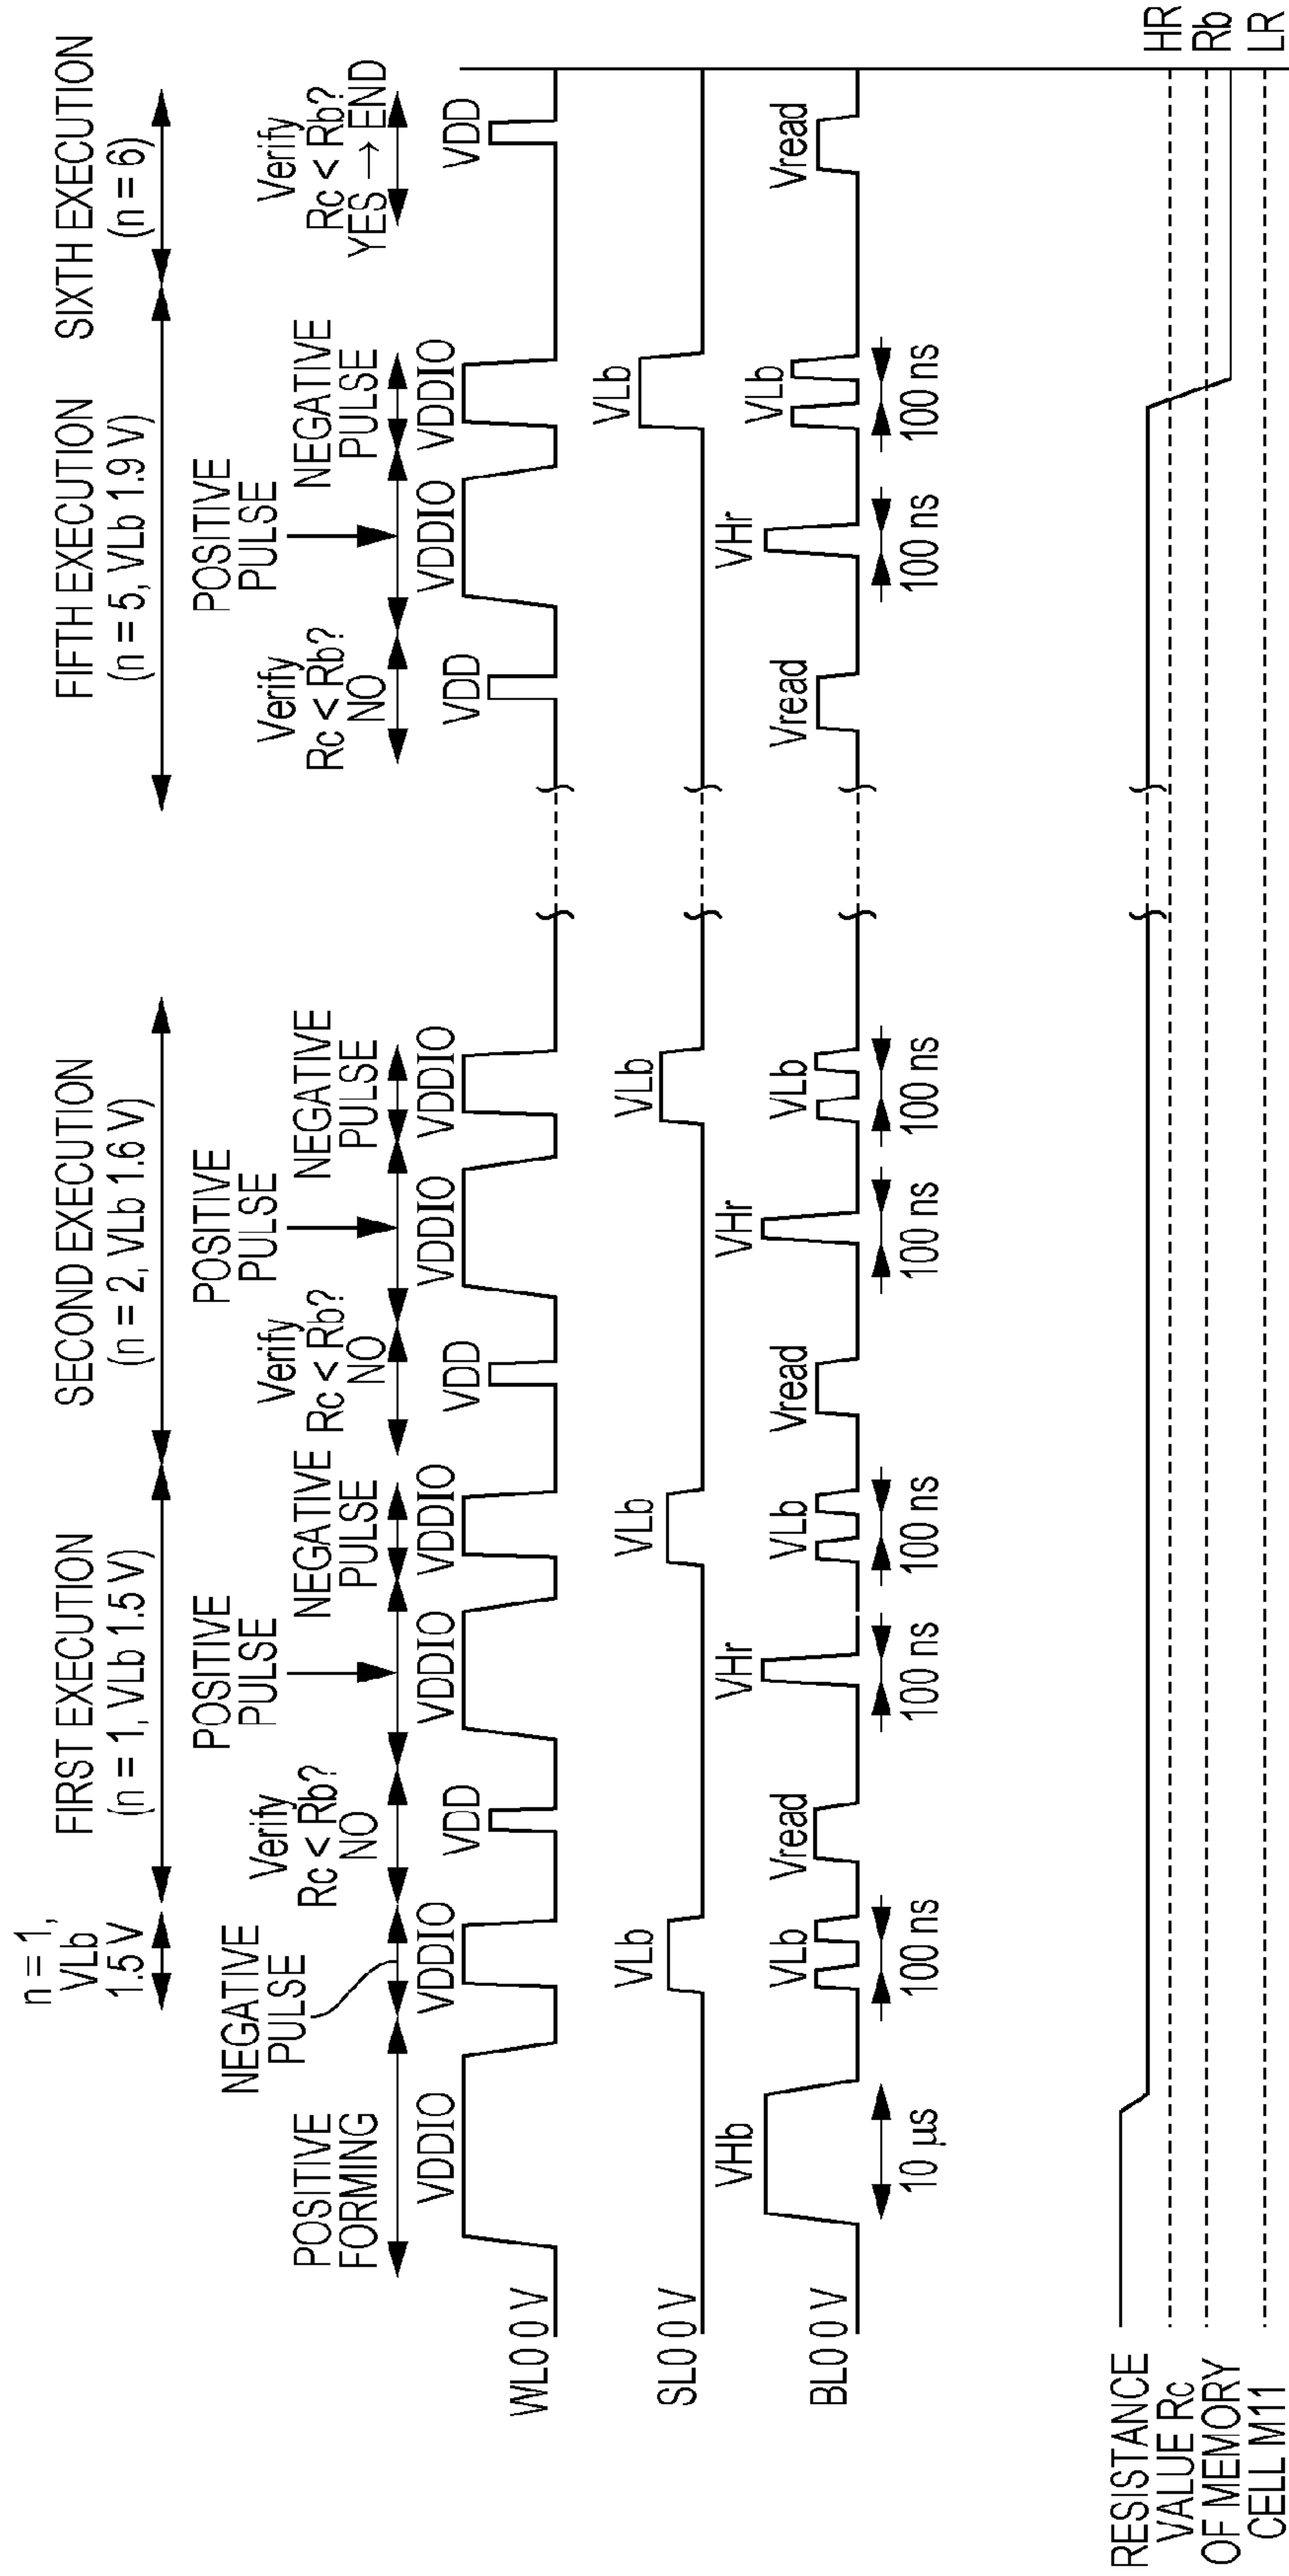 n = 1,
VLb
1.5 V
FIRST EXECUTION
(n = 1, VLb 1.5 V)
SECOND EXECUTION
(n = 2, VLb 1.6 V)
FIFTH EXECUTION
(n = 5, VLb 1.9 V)
SIXTH EXECUTION
(n = 6)
POSITIVE
FORMING
NEGATIVE
PULSE
Verify
Rc < Rb?
NO
POSITIVE
PULSE
NEGATIVE
PULSE
Verify
Rc < Rb?
NO
POSITIVE
PULSE
NEGATIVE
PULSE
Verify
Rc < Rb?
NO
POSITIVE
PULSE
NEGATIVE
PULSE
Verify
Rc < Rb?
YES → END
WL0 0 V
VDDIO
VDDIO
VDD
VDDIO
VDDIO
VDD
VDDIO
VDDIO
VDD
VDDIO
VDDIO
VDD
SL0 0 V
VLb
VLb
VLb
VLb
BL0 0 V
VHb
VLb
Vread
VHr
VLb
Vread
VHr
VLb
Vread
VHr
VLb
Vread
10 µs
100 ns
100 ns
100 ns
100 ns
100 ns
100 ns
100 ns
RESISTANCE
VALUE Rc
OF MEMORY
CELL M11
HR
Rb
LR